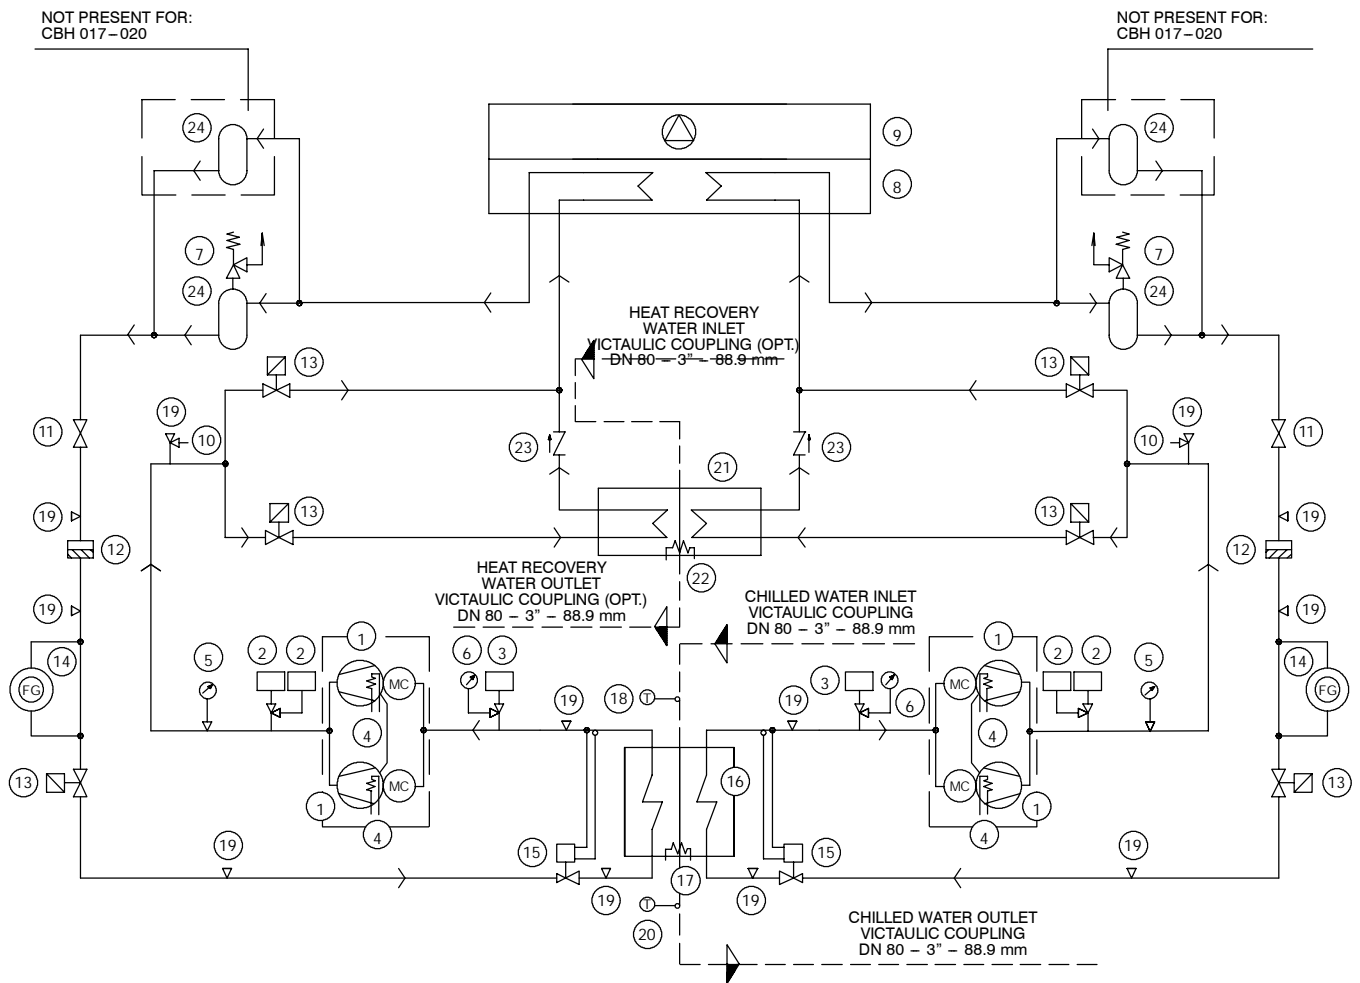 NOT PRESENT FOR:
CBH 017–020
NOT PRESENT FOR:
CBH 017–020
24
9
24
8
7
7
24
24
HEAT RECOVERY
WATER INLET
VICTAULIC COUPLING (OPT.)
DN 80 – 3” – 88.9 mm
13
13
19
19
11
10
10
11
23
23
21
19
13
13
19
12
12
22
HEAT RECOVERY
WATER OUTLET
VICTAULIC COUPLING (OPT.)
DN 80 – 3” – 88.9 mm
CHILLED WATER INLET
VICTAULIC COUPLING
DN 80 – 3” – 88.9 mm
19
19
1
1
5
2
2
6
3
3
6
2
2
5
14
14
FG
MC
MC
FG
18
T
19
19
4
4
13
MC
16
MC
13
1
1
4
4
19
15
15
19
17
19
19
T
20
CHILLED WATER OUTLET
VICTAULIC COUPLING
DN 80 – 3” – 88.9 mm